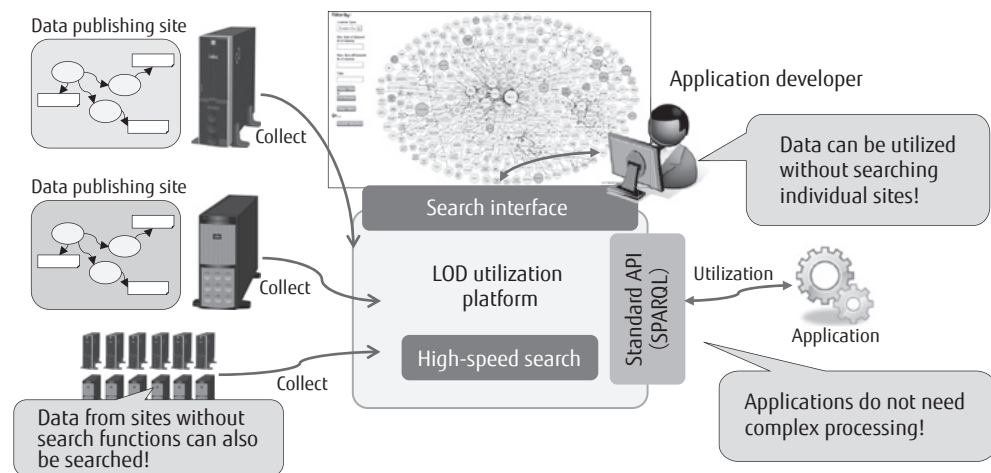 Data publishing site
Collect
Application developer
Data can be utilized
without searching
individual sites!
Data publishing site
Collect
Search interface
LOD utilization
platform
High-speed search
Standard API
(SPARQL)
Utilization
Application
Collect
Data from sites without
search functions can also
be searched!
Applications do not need
complex processing!